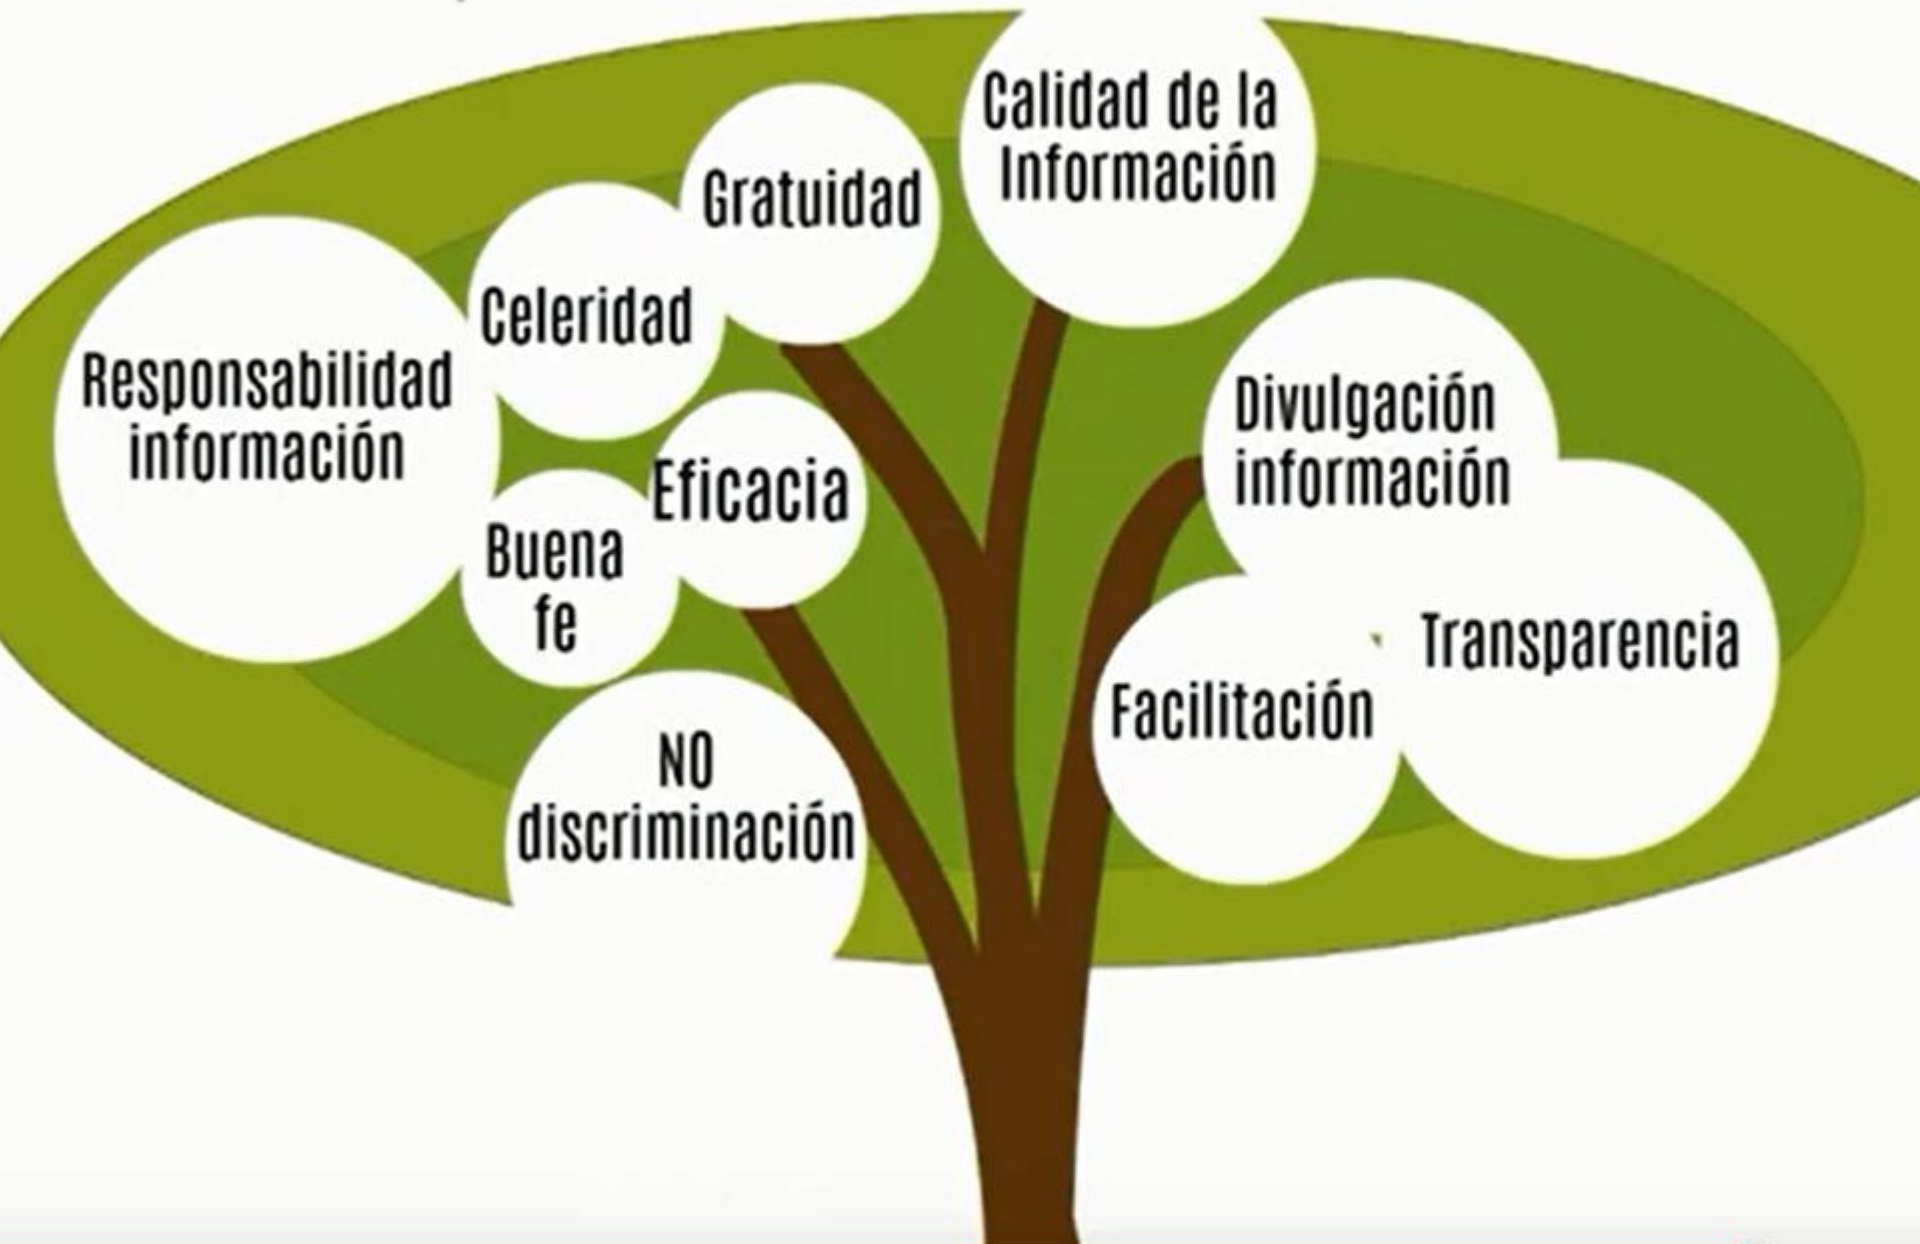 Calidad de la
Información
Gratuidad
Celeridad
Responsabilidad
información
Eficacia
Buena
fe
NO
discriminación
Divulgación
información
Transparencia
Facilitación